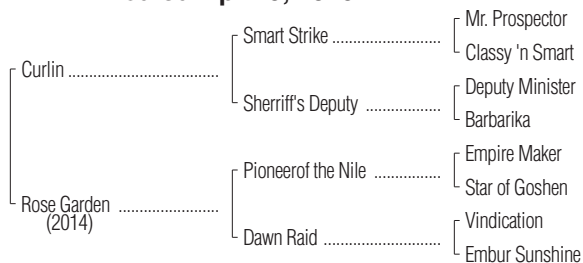 Smart Strike
Mr. Prospector
Classy 'n Smart
Curlin
Sherriff's Deputy
Deputy Minister
Barbarika
Pioneerof the Nile
Empire Maker
Star of Goshen
Rose Garden
(2014)
Dawn Raid
Vindication
Embur Sunshine